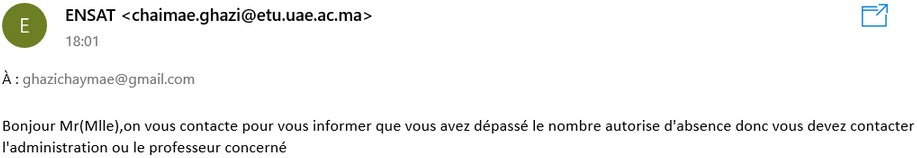 E
ENSAT <chaimae.ghazi@etu.uae.ac.ma>
18:01
À : ghazichaymae@gmail.com
Bonjour Mr(Mlle),on vous contacte pour vous informer que vous avez dépassé le nombre autorise d'absence donc vous devez contacter
l'administration ou le professeur concerné